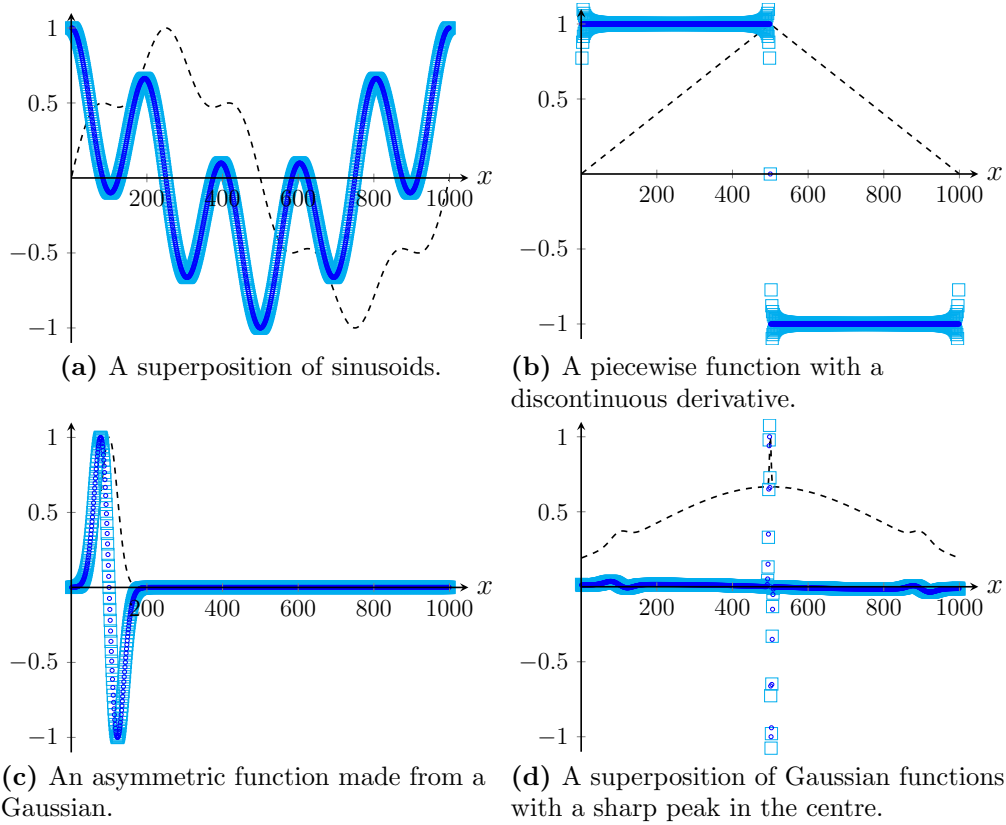 1
0.5
−0.5
−1
200 400 600 800 1000 x
(a) A superposition of sinusoids.
1
0.5
−0.5
−1
200 400 600 800 1000 x
(b) A piecewise function with a
discontinuous derivative.
1
0.5
−0.5
−1
200 400 600 800 1000 x
(c) An asymmetric function made from a
Gaussian.
1
0.5
−0.5
−1
200 400 600 800 1000 x
(d) A superposition of Gaussian functions
with a sharp peak in the centre.